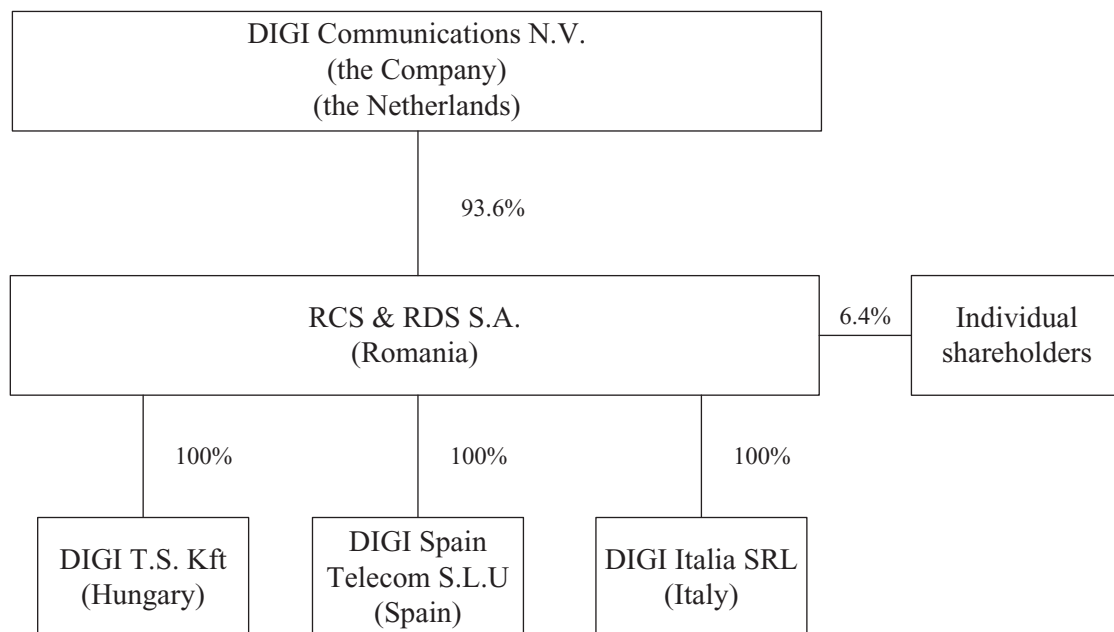 DIGI Communications N.V.
(the Company)
(the Netherlands)
93.6%
RCS & RDS S.A.
(Romania)
6.4%
Individual
shareholders
100%
100%
100%
DIGI T.S. Kft
(Hungary)
DIGI Spain
Telecom S.L.U
(Spain)
DIGI Italia SRL
(Italy)